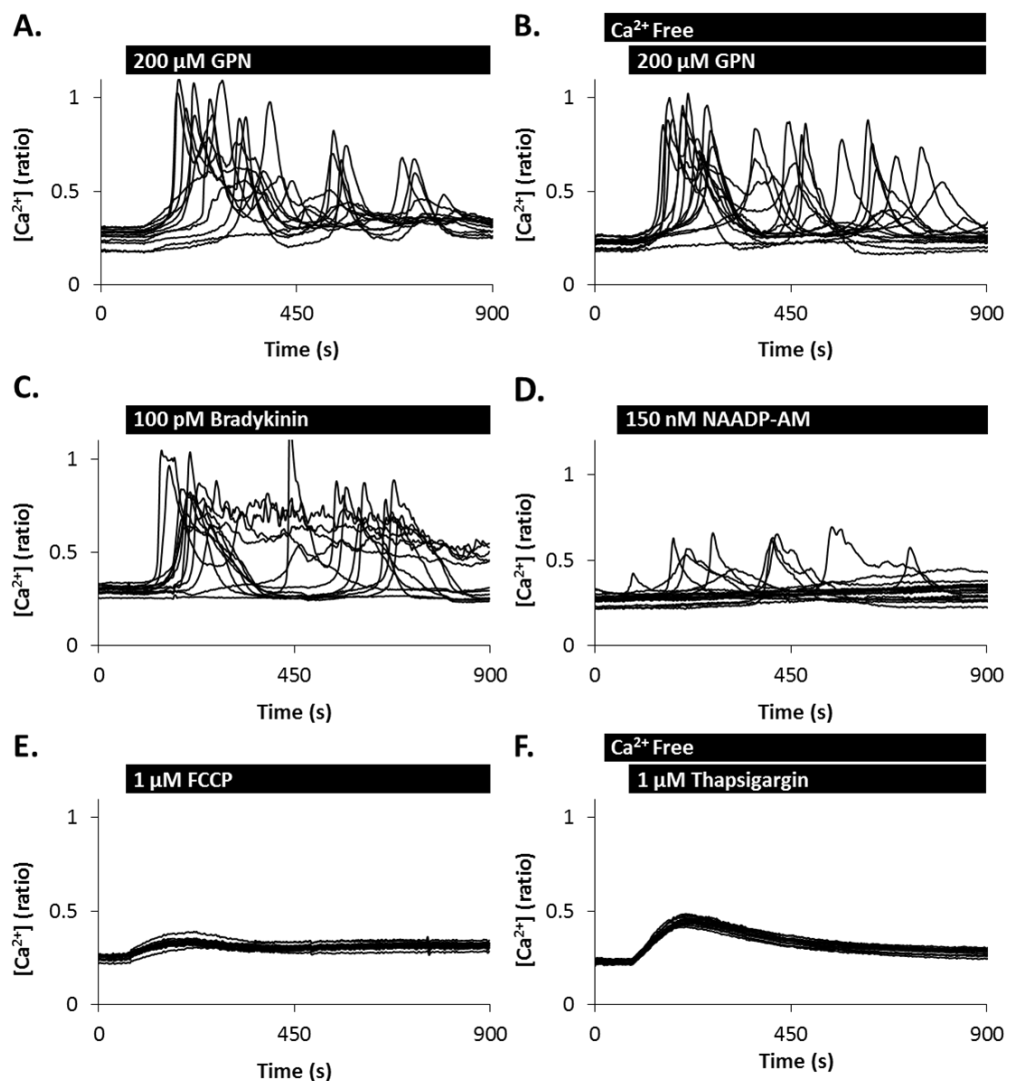 A.
200 µM GPN
[Ca²⁺] (ratio)
1
0.5
0
0
450
900
Time (s)
B.
Ca²⁺ Free
200 µM GPN
[Ca²⁺] (ratio)
1
0.5
0
0
450
900
Time (s)
C.
100 pM Bradykinin
[Ca²⁺] (ratio)
1
0.5
0
0
450
900
Time (s)
D.
150 nM NAADP-AM
[Ca²⁺] (ratio)
1
0.5
0
0
450
900
Time (s)
E.
1 µM FCCP
[Ca²⁺] (ratio)
1
0.5
0
0
450
900
Time (s)
F.
Ca²⁺ Free
1 µM Thapsigargin
[Ca²⁺] (ratio)
1
0.5
0
0
450
900
Time (s)